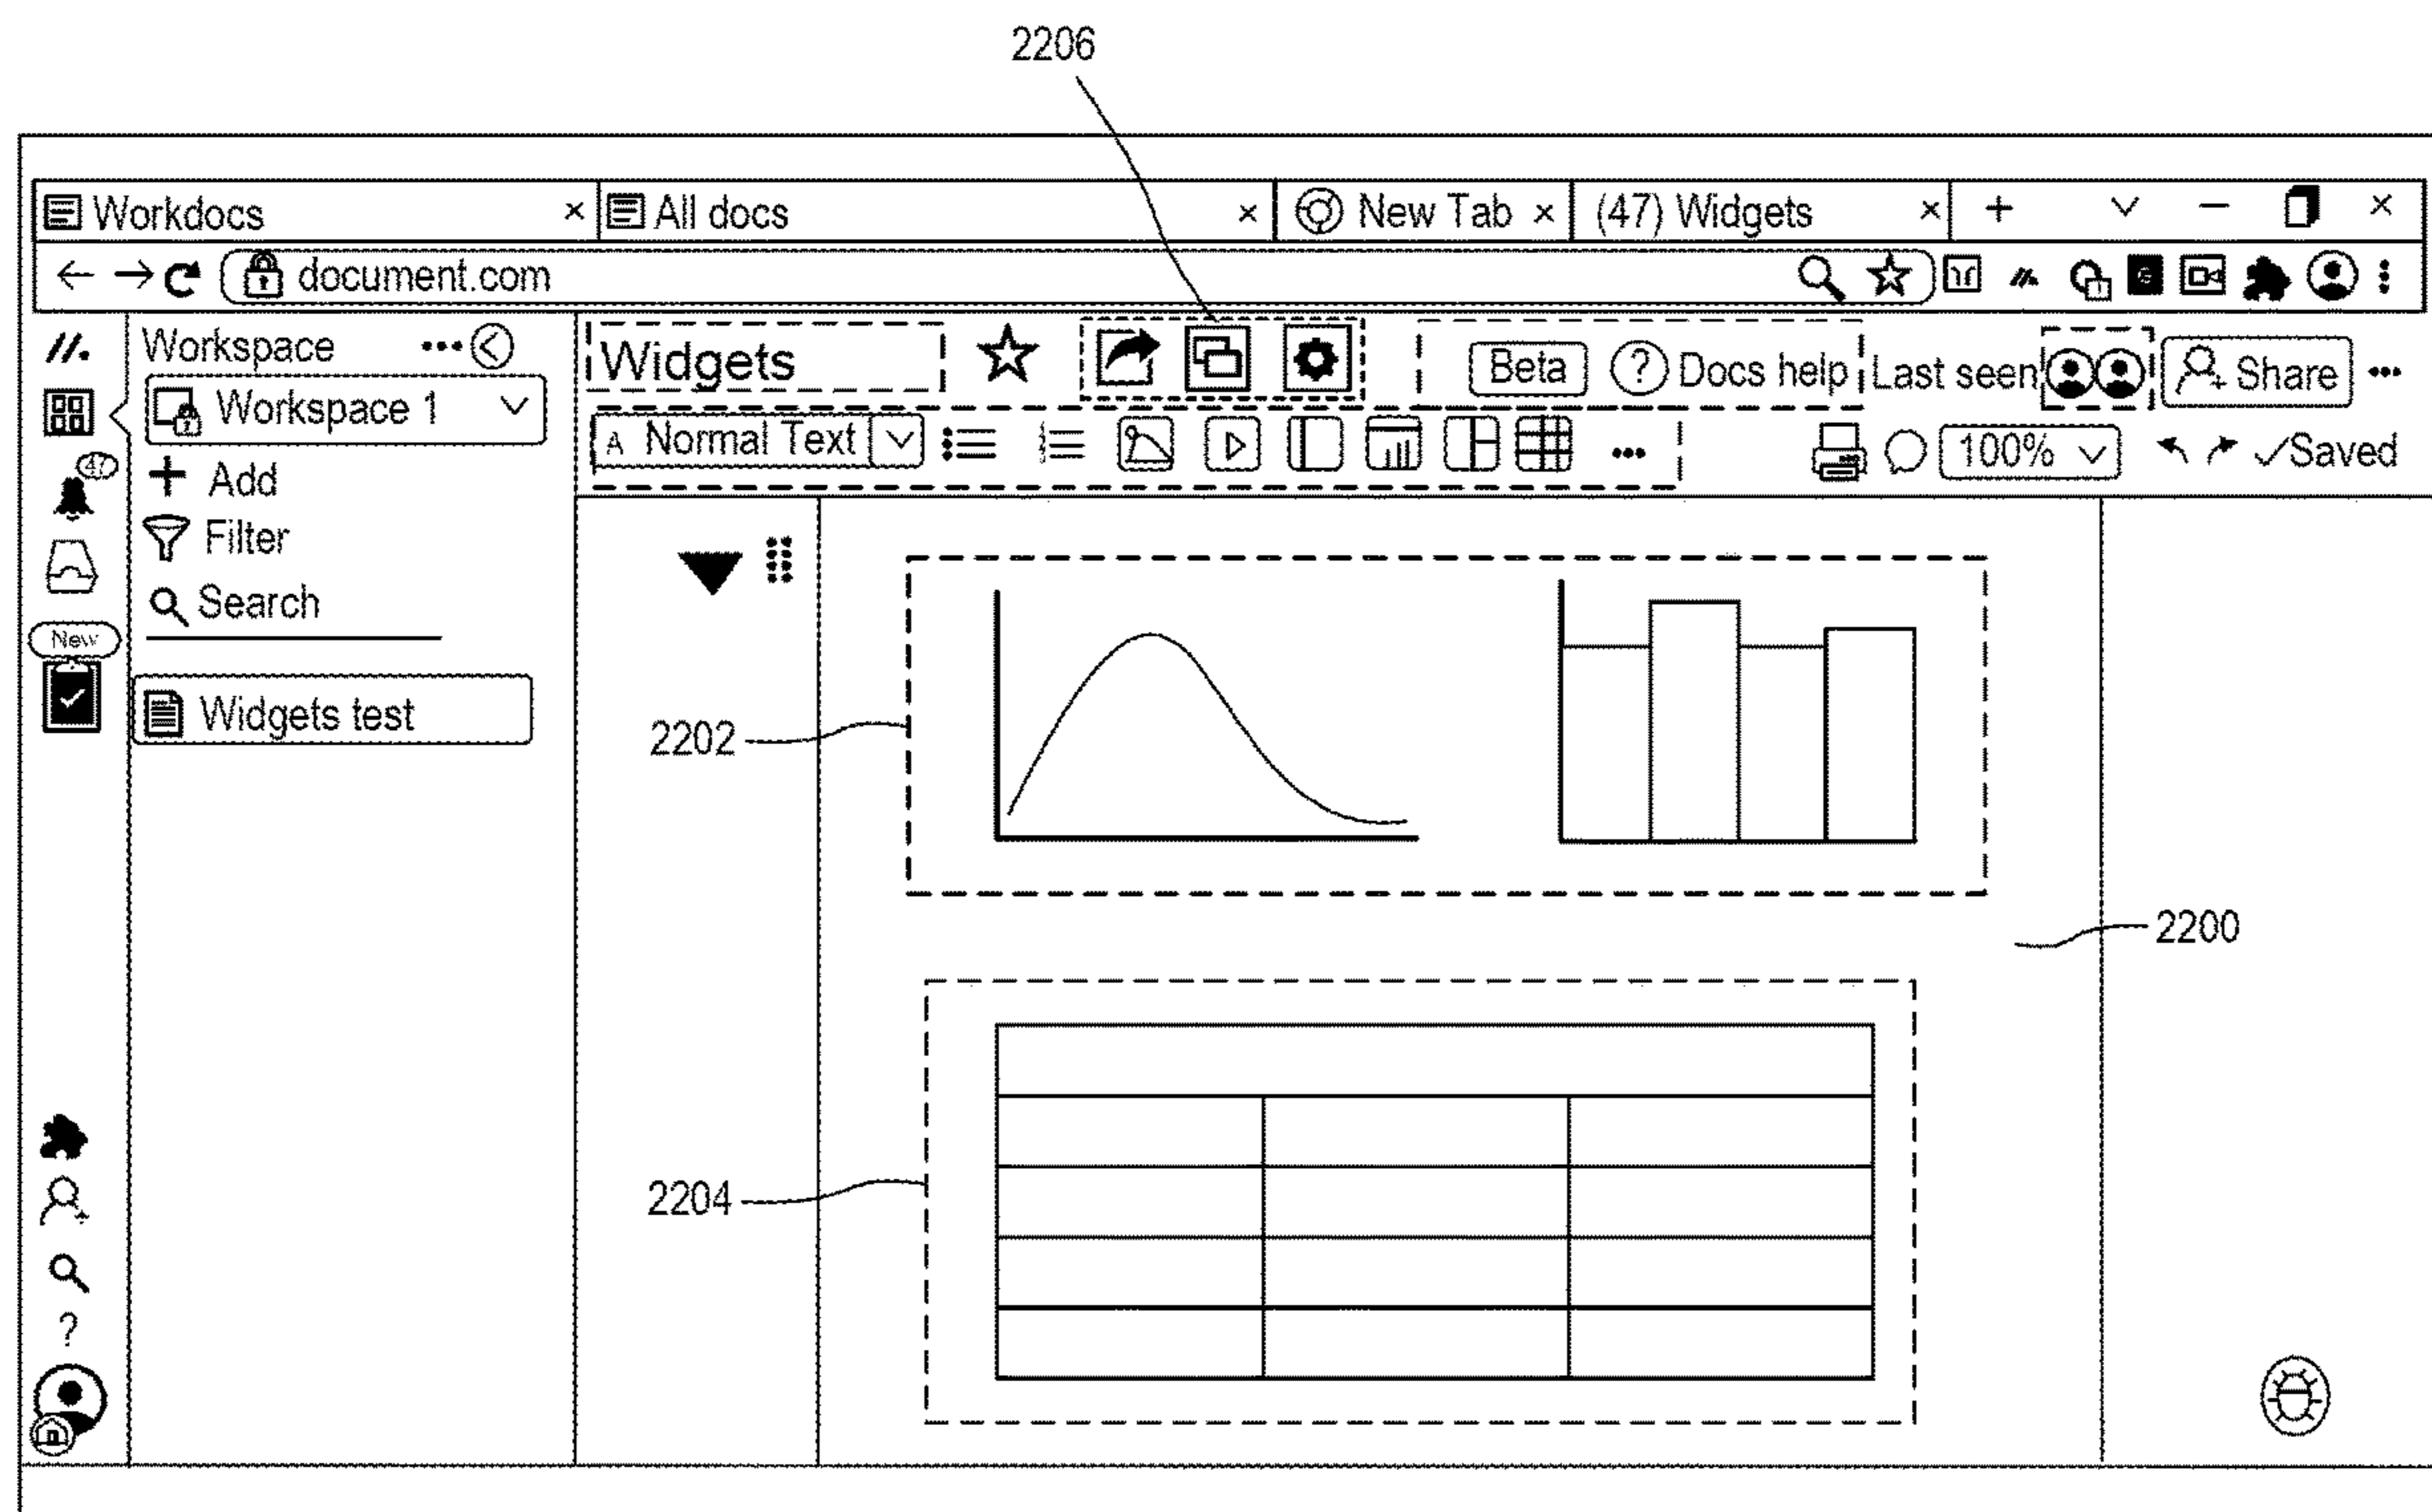 2206
Workdocs × All docs × New Tab × (47) Widgets × + — ×
document.com
Workspace ••• Widgets Beta ? Docs help Last seen Share •••
Workspace 1
A Normal Text ••• 100% ✓Saved
47
+ Add
Filter
Search
New
Widgets test
2202
2200
2204
?